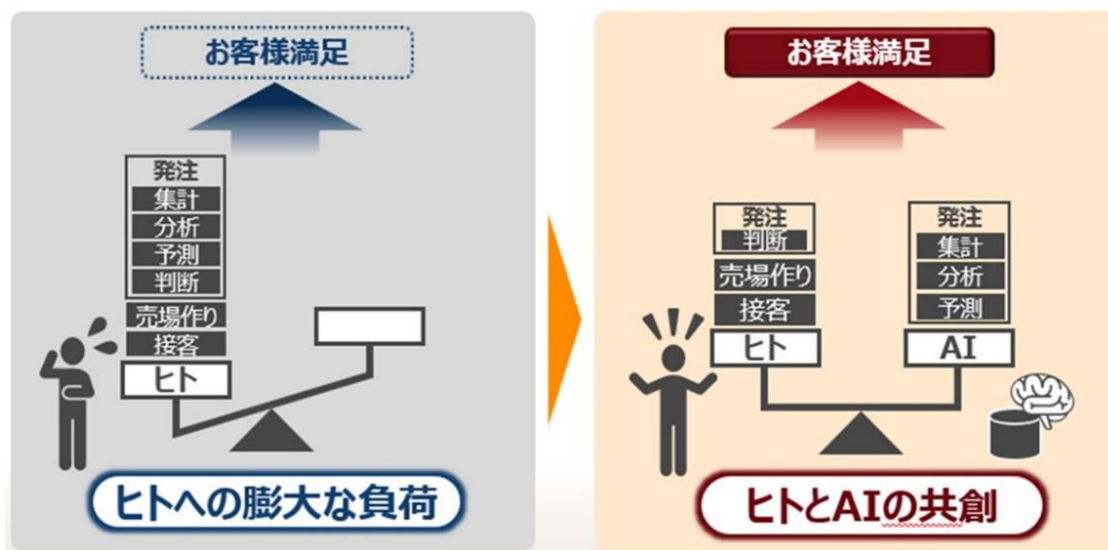 お客様満足
発注
集計
分析
予測
判断
売場作り
接客
ヒト
ヒトへの膨大な負荷
お客様満足
発注
判断
売場作り
接客
ヒト
発注
集計
分析
予測
AI
ヒトとAIの共創